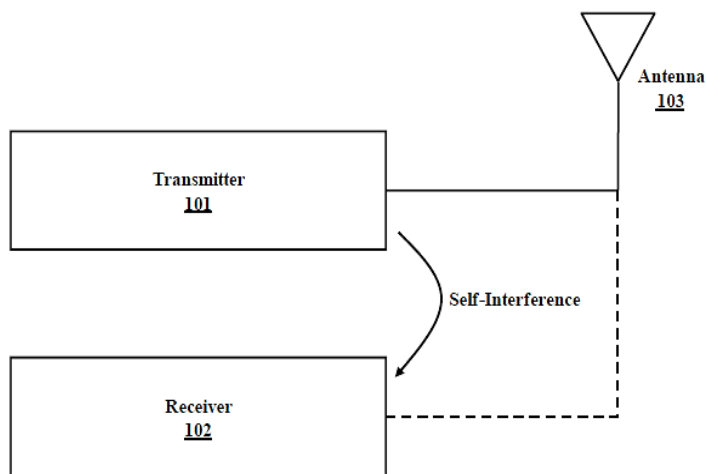 Antenna
103
Transmitter
101
Self-Interference
Receiver
102